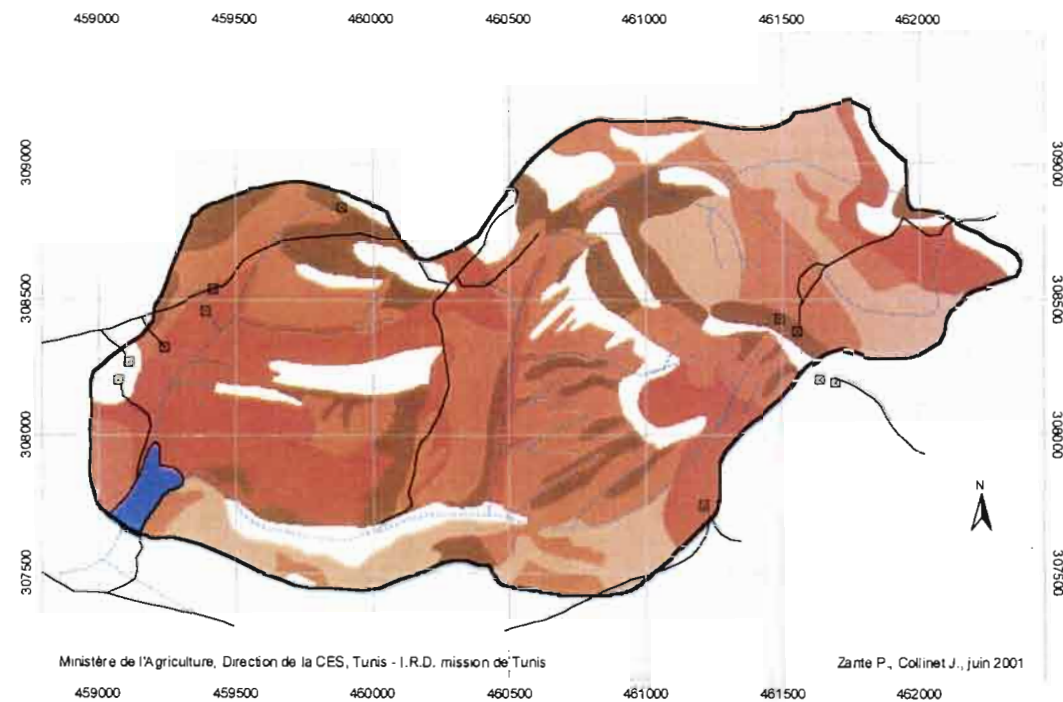 459000 459500 460000 460500 461000 461500 462000
309000 309000
308500 308500
308000 308000
N
307500 307500
Ministère de l'Agriculture, Direction de la CES, Tunis - I.R.D. mission de Tunis Zante P., Collinet J., juin 2001
459000 459500 460000 460500 461000 461500 462000